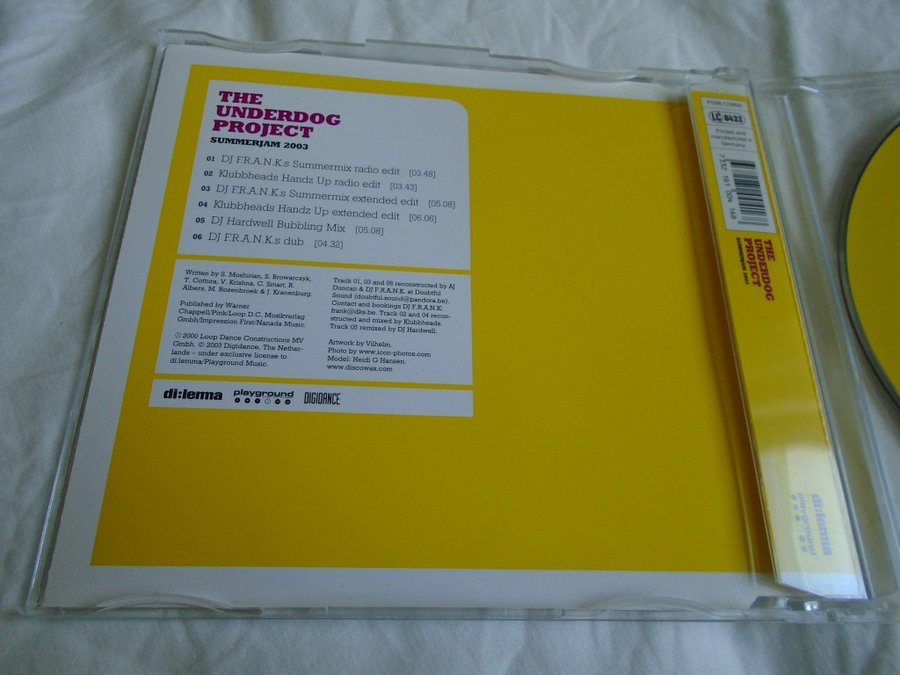 THE
UNDERDOG
PROJECT
SUMMERJAM 2003
01 DJ F.R.A.N.K.s Summermix radio edit [03.48]
02 Klubbheads Handz Up radio edit [03.43]
03 DJ F.R.A.N.K.s Summermix extended edit [05.08]
04 Klubbheads Handz Up extended edit [06.06]
05 DJ Hardwell Bubbling Mix [05.08]
06 DJ F.R.A.N.K.s dub [04.32]
Written by S. Moshirian, S. Browarczyk,
T. Cottura, V. Krishna, C. Smart, R.
Albers, M. Rozenbroek & J. Kranenburg.
Published by Warner
Chappell/Pink/Loop D.C. Musikverlag
Gmbh/Impression First/Nanada Music.
℗2000 Loop Dance Constructions MV
Gmbh. © 2003 Digidance, The Nether-
lands – under exclusive license to
di:lemma/Playground Music.
Track 01, 03 and 06 reconstructed by AJ
Duncan & DJ F.R.A.N.K. at Doubtful
Sound (doubtful.sound@pandora.be).
Contact and bookings DJ F.R.A.N.K:
frank@dks.be. Track 02 and 04 recon-
structed and mixed by Klubbheads.
Track 05 remixed by DJ Hardwell.
Artwork by Vilhelm.
Photo by www.icon-photos.com
Model: Heidi G Hansen.
www.discowax.com
di:lemma playground DIGIDANCE
LC 8433
Printed and
manufactured in
Germany
7 332 181 004 168
THE
UNDERDOG
PROJECT
SUMMERJAM 2003
di:lemma
playground